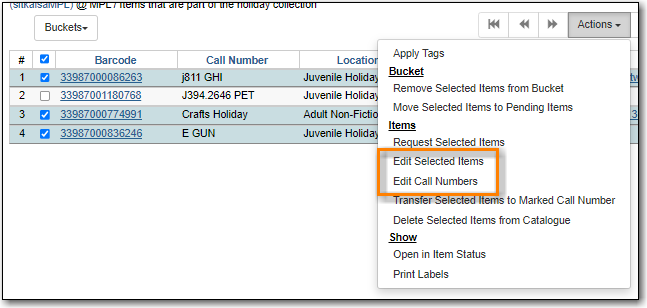 (sitkalsaMPL) @ MPL / Items that are part of the holiday collection
Buckets
Actions
# Barcode Call Number Location
1 33987000086263 j811 GHI Juvenile Holiday
2 33987001180768 J394.2646 PET Juvenile Holiday
3 33987000774991 Crafts Holiday Adult Non-Fiction
4 33987000836246 E GUN Juvenile Holiday
Apply Tags
Bucket
Remove Selected Items from Bucket
Move Selected Items to Pending Items
Items
Request Selected Items
Edit Selected Items
Edit Call Numbers
Transfer Selected Items to Marked Call Number
Delete Selected Items from Catalogue
Show
Open in Item Status
Print Labels